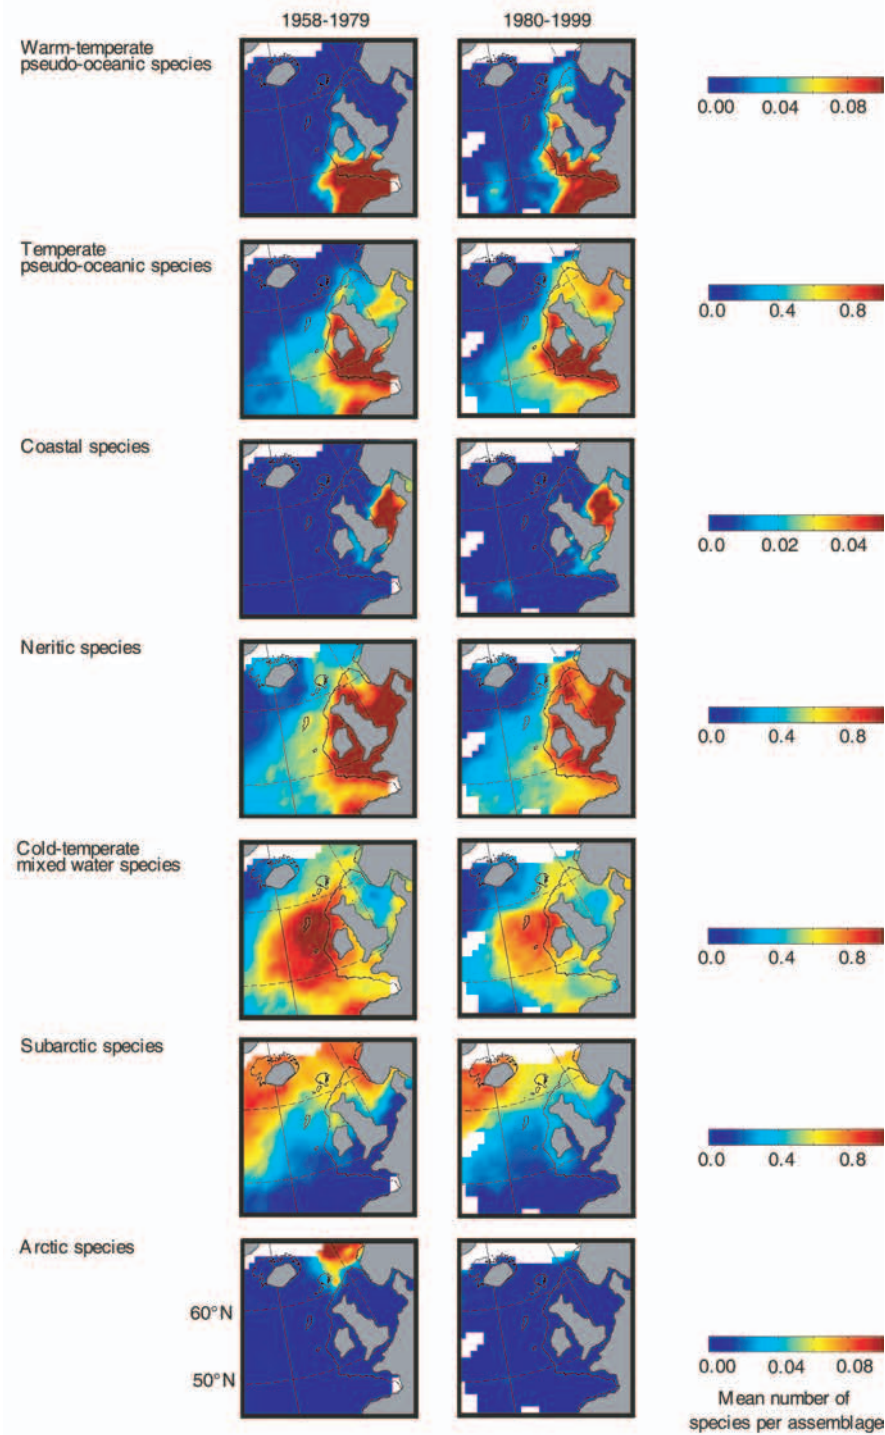 1958-1979 1980-1999
Warm-temperate
pseudo-oceanic species
0.00 0.04 0.08
Temperate
pseudo-oceanic species
0.0 0.4 0.8
Coastal species
0.0 0.02 0.04
Neritic species
0.0 0.4 0.8
Cold-temperate
mixed water species
0.0 0.4 0.8
Subarctic species
0.0 0.4 0.8
Arctic species
60°N
50°N
0.00 0.04 0.08
Mean number of
species per assemblage